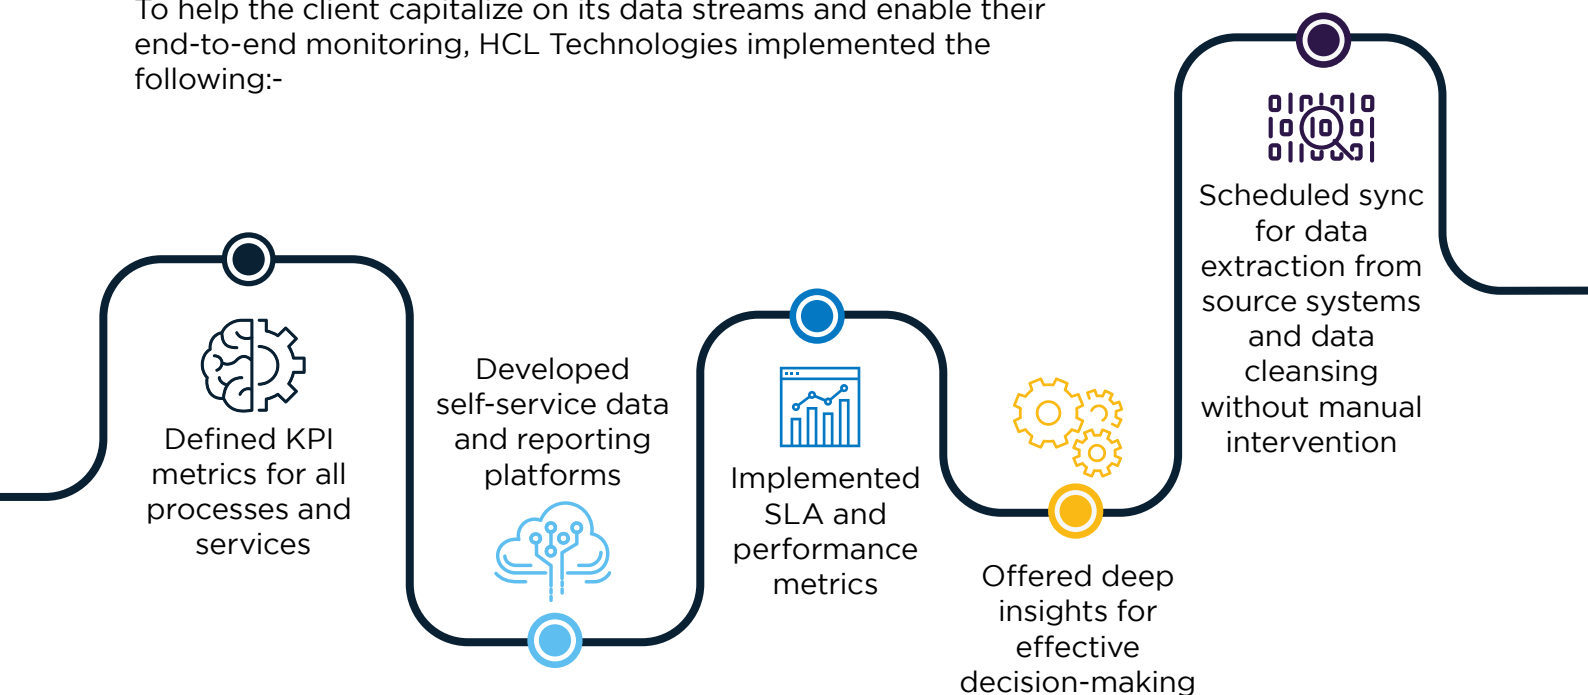 To help the client capitalize on its data streams and enable their
end-to-end monitoring, HCL Technologies implemented the
following:-
Defined KPI
metrics for all
processes and
services
Developed
self-service data
and reporting
platforms
Implemented
SLA and
performance
metrics
Offered deep
insights for
effective
decision-making
Scheduled sync
for data
extraction from
source systems
and data
cleansing
without manual
intervention